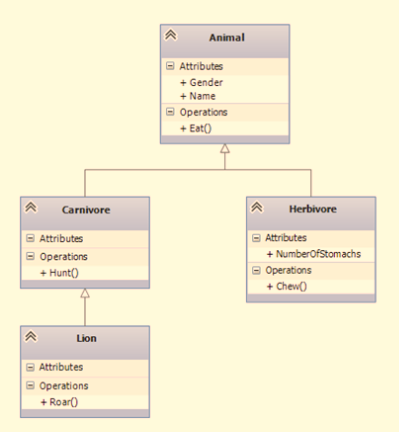 Animal
Attributes
+ Gender
+ Name
Operations
+ Eat()
Carnivore
Attributes
Operations
+ Hunt()
Herbivore
Attributes
+ NumberOfStomachs
Operations
+ Chew()
Lion
Attributes
Operations
+ Roar()